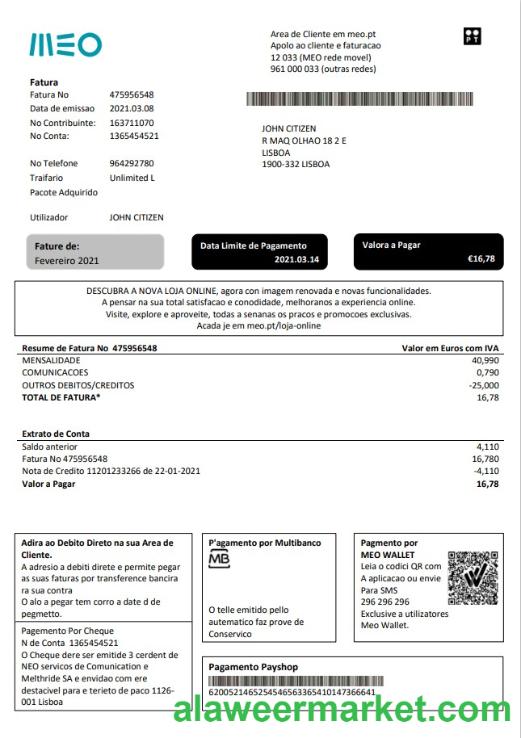 MEO
Area de Cliente em meo.pt
Apolo ao cliente e faturacao
12 033 (MEO rede movel)
961 000 033 (outras redes)
PT
Fatura
Fatura No 475956548
Data de emissao 2021.03.08
No Contribuinte: 163711070
No Conta: 1365454521
JOHN CITIZEN
R MAQ OLHAO 18 2 E
LISBOA
1900-332 LISBOA
No Telefone 964292780
Traifario Unlimited L
Pacote Adquirido
Utilizador JOHN CITIZEN
Fature de:
Fevereiro 2021
Data Limite de Pagamento
2021.03.14
Valora a Pagar
€16,78
DESCUBRA A NOVA LOJA ONLINE, agora con imagem renovada e novas funcionalidades.
A pensar na sua total satisfacao e conodidade, melhoranos a experiencia online.
Visite, explore e aproveite, todas a senanas os pracos e promocoes exclusivas.
Acada je em meo.pt/loja-online
Resume de Fatura No 475956548 Valor em Euros com IVA
MENSALIDADE 40,990
COMUNICACOES 0,790
OUTROS DEBITOS/CREDITOS -25,000
TOTAL DE FATURA* 16,78
Extrato de Conta
Saldo anterior 4,110
Fatura No 475956548 16,780
Nota de Credito 11201233266 de 22-01-2021 -4,110
Valor a Pagar 16,78
Adira ao Debito Direto na sua Area de
Cliente.
A adresio a debiti direte e permite pegar
as suas faturas por transference bancira
ra sua contra
O alo a pegar tem corro a date d de
pegmetto.
Pagemento Por Cheque
N de Conta 1365454521
O Cheque dere ser emitide 3 cerdent de
NEO servicos de Comunication e
Melthride SA e envidao com ere
destacivel para e terieto de paco 1126-
001 Lisboa
P'agamento por Multibanco
MB
O telle emitido pello
automatico faz prove de
Conservico
Pagmento por
MEO WALLET
Leia o codici QR com
A aplicacao ou envie
Para SMS
296 296 296
Exclusive a utilizadores
Meo Wallet.
Pagamento Payshop
6200521465254546563365410147366641
alaweermarket.com